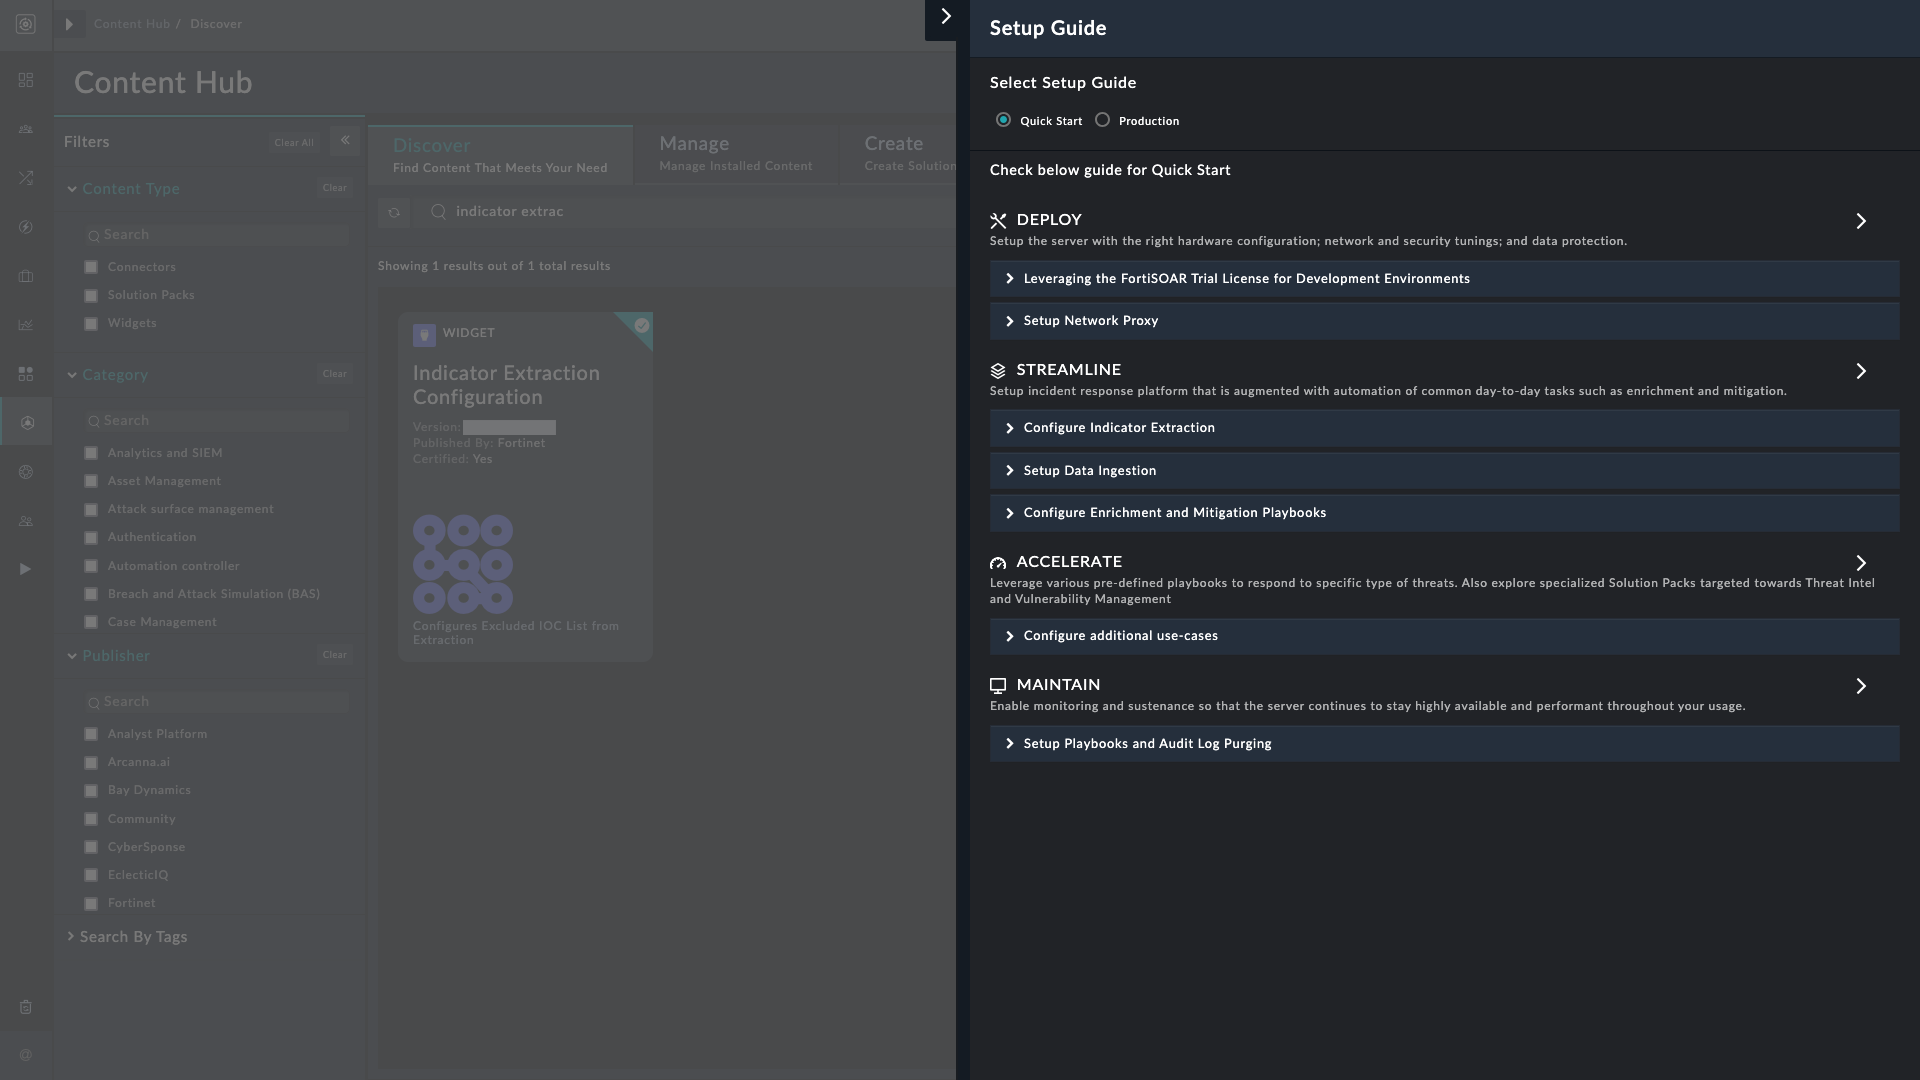 Content Hub / Discover
Content Hub
Filters
Clear All
Content Type
Clear
Search
Connectors
Solution Packs
Widgets
Category
Clear
Search
Analytics and SIEM
Asset Management
Attack surface management
Authentication
Automation controller
Breach and Attack Simulation (BAS)
Case Management
Publisher
Clear
Search
Analyst Platform
Arcanna.ai
Bay Dynamics
Community
CyberSponse
EclecticIQ
Fortinet
Search By Tags
Discover
Find Content That Meets Your Need
Manage
Manage Installed Content
Create
Create Solution
indicator extrac
Showing 1 results out of 1 total results
WIDGET
Indicator Extraction
Configuration
Version:
Published By: Fortinet
Certified: Yes
Configures Excluded IOC List from
Extraction
Setup Guide
Select Setup Guide
Quick Start
Production
Check below guide for Quick Start
DEPLOY
Setup the server with the right hardware configuration; network and security tunings; and data protection.
Leveraging the FortiSOAR Trial License for Development Environments
Setup Network Proxy
STREAMLINE
Setup incident response platform that is augmented with automation of common day-to-day tasks such as enrichment and mitigation.
Configure Indicator Extraction
Setup Data Ingestion
Configure Enrichment and Mitigation Playbooks
ACCELERATE
Leverage various pre-defined playbooks to respond to specific type of threats. Also explore specialized Solution Packs targeted towards Threat Intel
and Vulnerability Management
Configure additional use-cases
MAINTAIN
Enable monitoring and sustenance so that the server continues to stay highly available and performant throughout your usage.
Setup Playbooks and Audit Log Purging